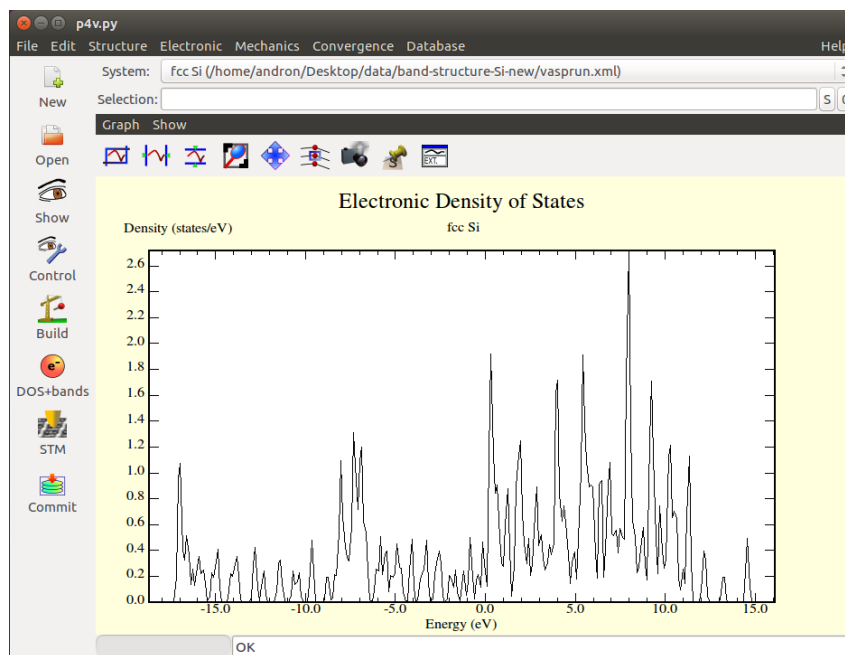 p4v.py
File Edit Structure Electronic Mechanics Convergence Database Help
System: fcc Si (/home/andron/Desktop/data/band-structure-Si-new/vasprun.xml)
New
Selection: S
Graph Show
Open
EXT.
Show
Control
Build
e-
DOS+bands
STM
Commit
Electronic Density of States
Density (states/eV) fcc Si
2.6
2.4
2.2
2.0
1.8
1.6
1.4
1.2
1.0
0.8
0.6
0.4
0.2
0.0
-15.0 -10.0 -5.0 0.0 5.0 10.0 15.0
Energy (eV)
OK